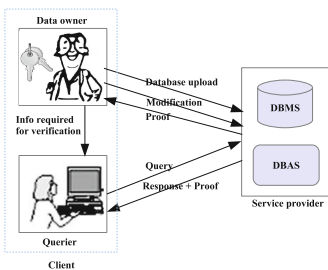 Data owner
Database upload
Modification
Proof
DBMS
Info required
for verification
DBAS
Query
Response + Proof
Service provider
Querier
Client